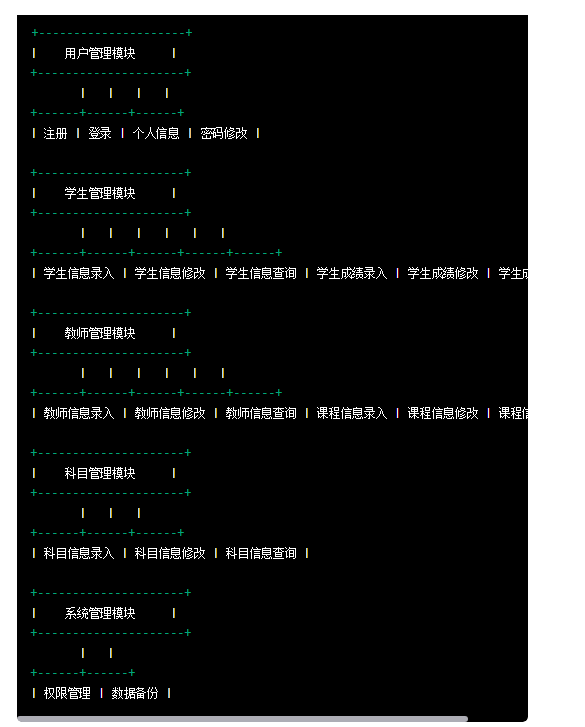 +---------------------+
| 用户管理模块 |
+---------------------+
| | | |
+------+------+------+
| 注册 | 登录 | 个人信息 | 密码修改 |
+---------------------+
| 学生管理模块 |
+---------------------+
| | | | | |
+------+------+------+------+------+
| 学生信息录入 | 学生信息修改 | 学生信息查询 | 学生成绩录入 | 学生成绩修改 | 学生
+---------------------+
| 教师管理模块 |
+---------------------+
| | | | | |
+------+------+------+------+------+
| 教师信息录入 | 教师信息修改 | 教师信息查询 | 课程信息录入 | 课程信息修改 | 课程
+---------------------+
| 科目管理模块 |
+---------------------+
| | |
+------+------+------+
| 科目信息录入 | 科目信息修改 | 科目信息查询 |
+---------------------+
| 系统管理模块 |
+---------------------+
| |
+------+------+
| 权限管理 | 数据备份 |